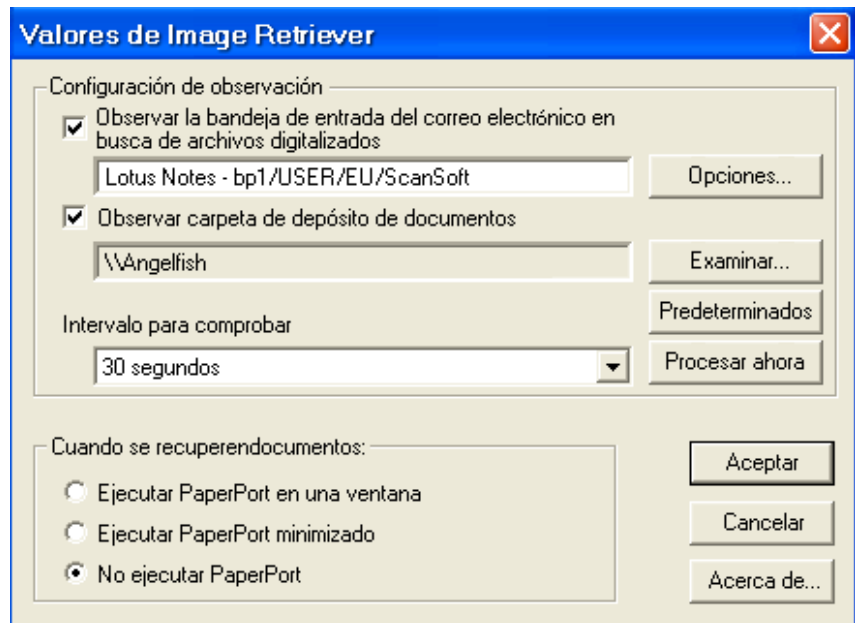 Valores de Image Retriever
Configuración de observación
Observar la bandeja de entrada del correo electrónico en
busca de archivos digitalizados
Lotus Notes - bp1/USER/EU/ScanSoft
Opciones...
Observar carpeta de depósito de documentos
\\Angelfish
Examinar...
Predeterminados
Intervalo para comprobar
30 segundos
Procesar ahora
Cuando se recuperendocumentos:
Ejecutar PaperPort en una ventana
Ejecutar PaperPort minimizado
No ejecutar PaperPort
Aceptar
Cancelar
Acerca de...